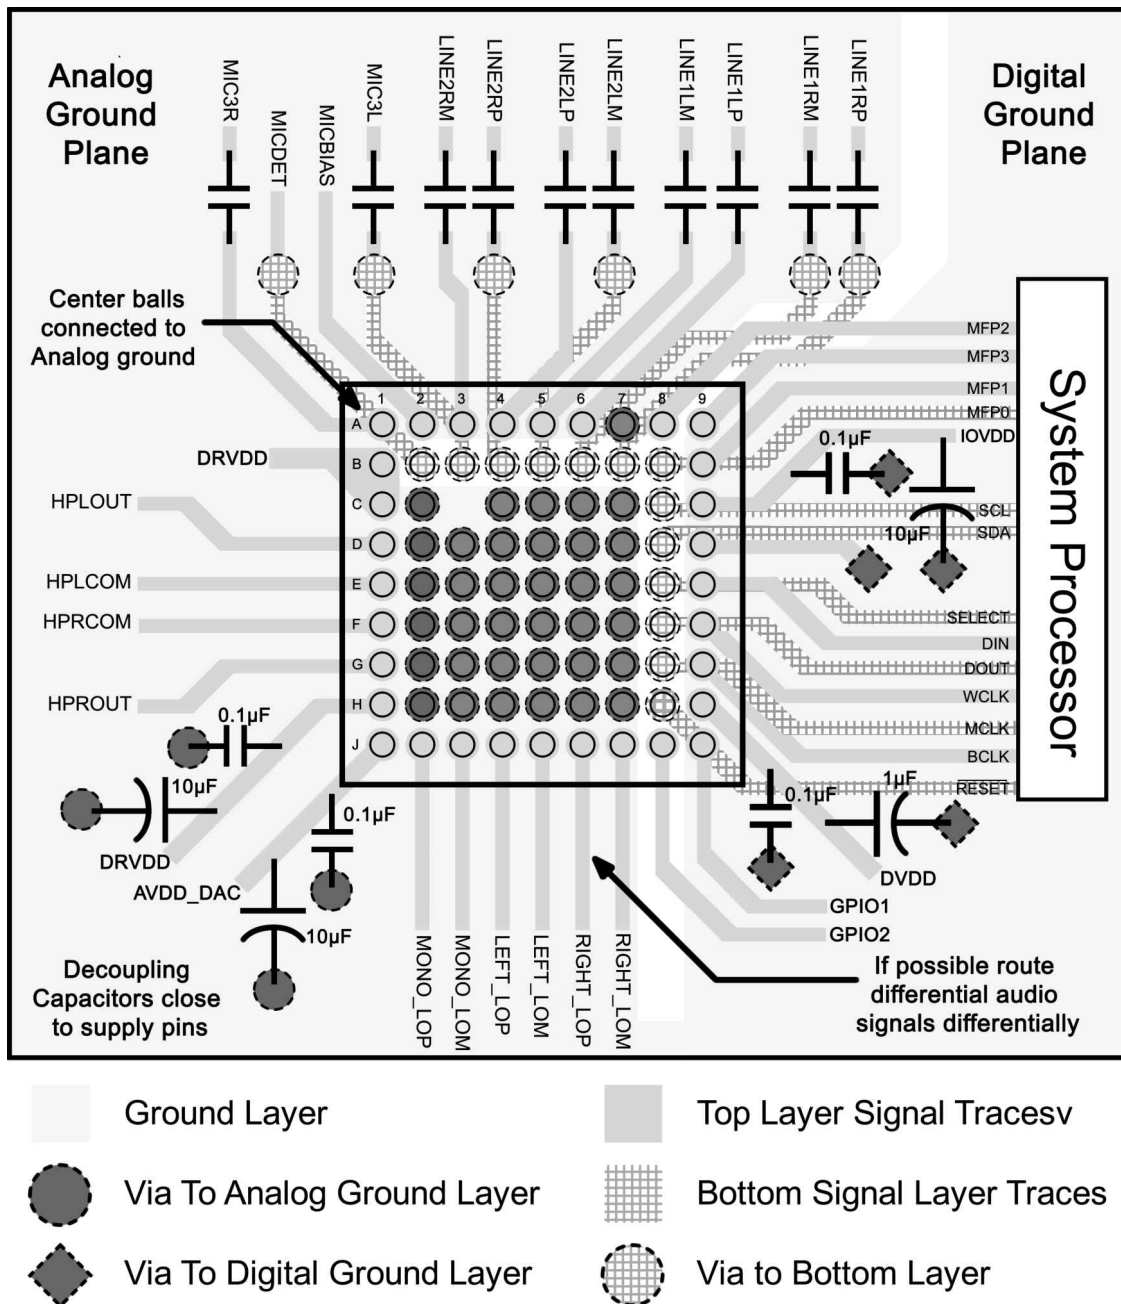 Analog
Ground
Plane
Digital
Ground
Plane
MIC3R
MICDET
MICBIAS
MIC3L
LINE2RM
LINE2RP
LINE2LP
LINE2LM
LINE1LM
LINE1LP
LINE1RM
LINE1RP
Center balls
connected to
Analog ground
1 2 3 4 5 6 7 8 9
A
B
C
D
E
F
G
H
J
DRVDD
HPLOUT
HPLCOM
HPRCOM
HPROUT
0.1µF
10µF
DRVDD
AVDD_DAC
0.1µF
10µF
Decoupling
Capacitors close
to supply pins
MONO_LOP
MONO_LOM
LEFT_LOP
LEFT_LOM
RIGHT_LOP
RIGHT_LOM
MFP2
MFP3
MFP1
MFP0
IOVDD
0.1µF
SCL
10µF
SDA
SELECT
DIN
DOUT
WCLK
MCLK
BCLK
RESET
System Processor
0.1µF
1µF
DVDD
GPIO1
GPIO2
If possible route
differential audio
signals differentially
Ground Layer
Top Layer Signal Tracesv
Via To Analog Ground Layer
Bottom Signal Layer Traces
Via To Digital Ground Layer
Via to Bottom Layer